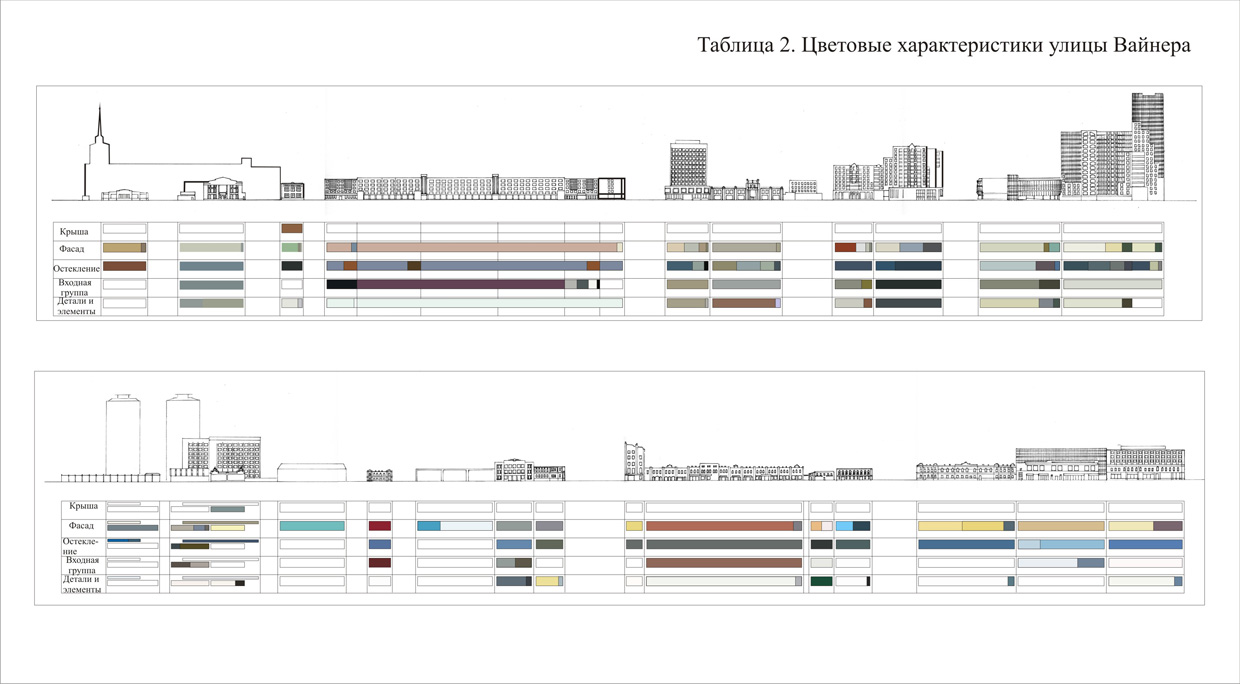 Таблица 2. Цветовые характеристики улицы Вайнера
Крыша
Фасад
Остекление
Входная
группа
Детали и
элементы
Крыша
Фасад
Остекле-
ние
Входная
группа
Детали и
элементы